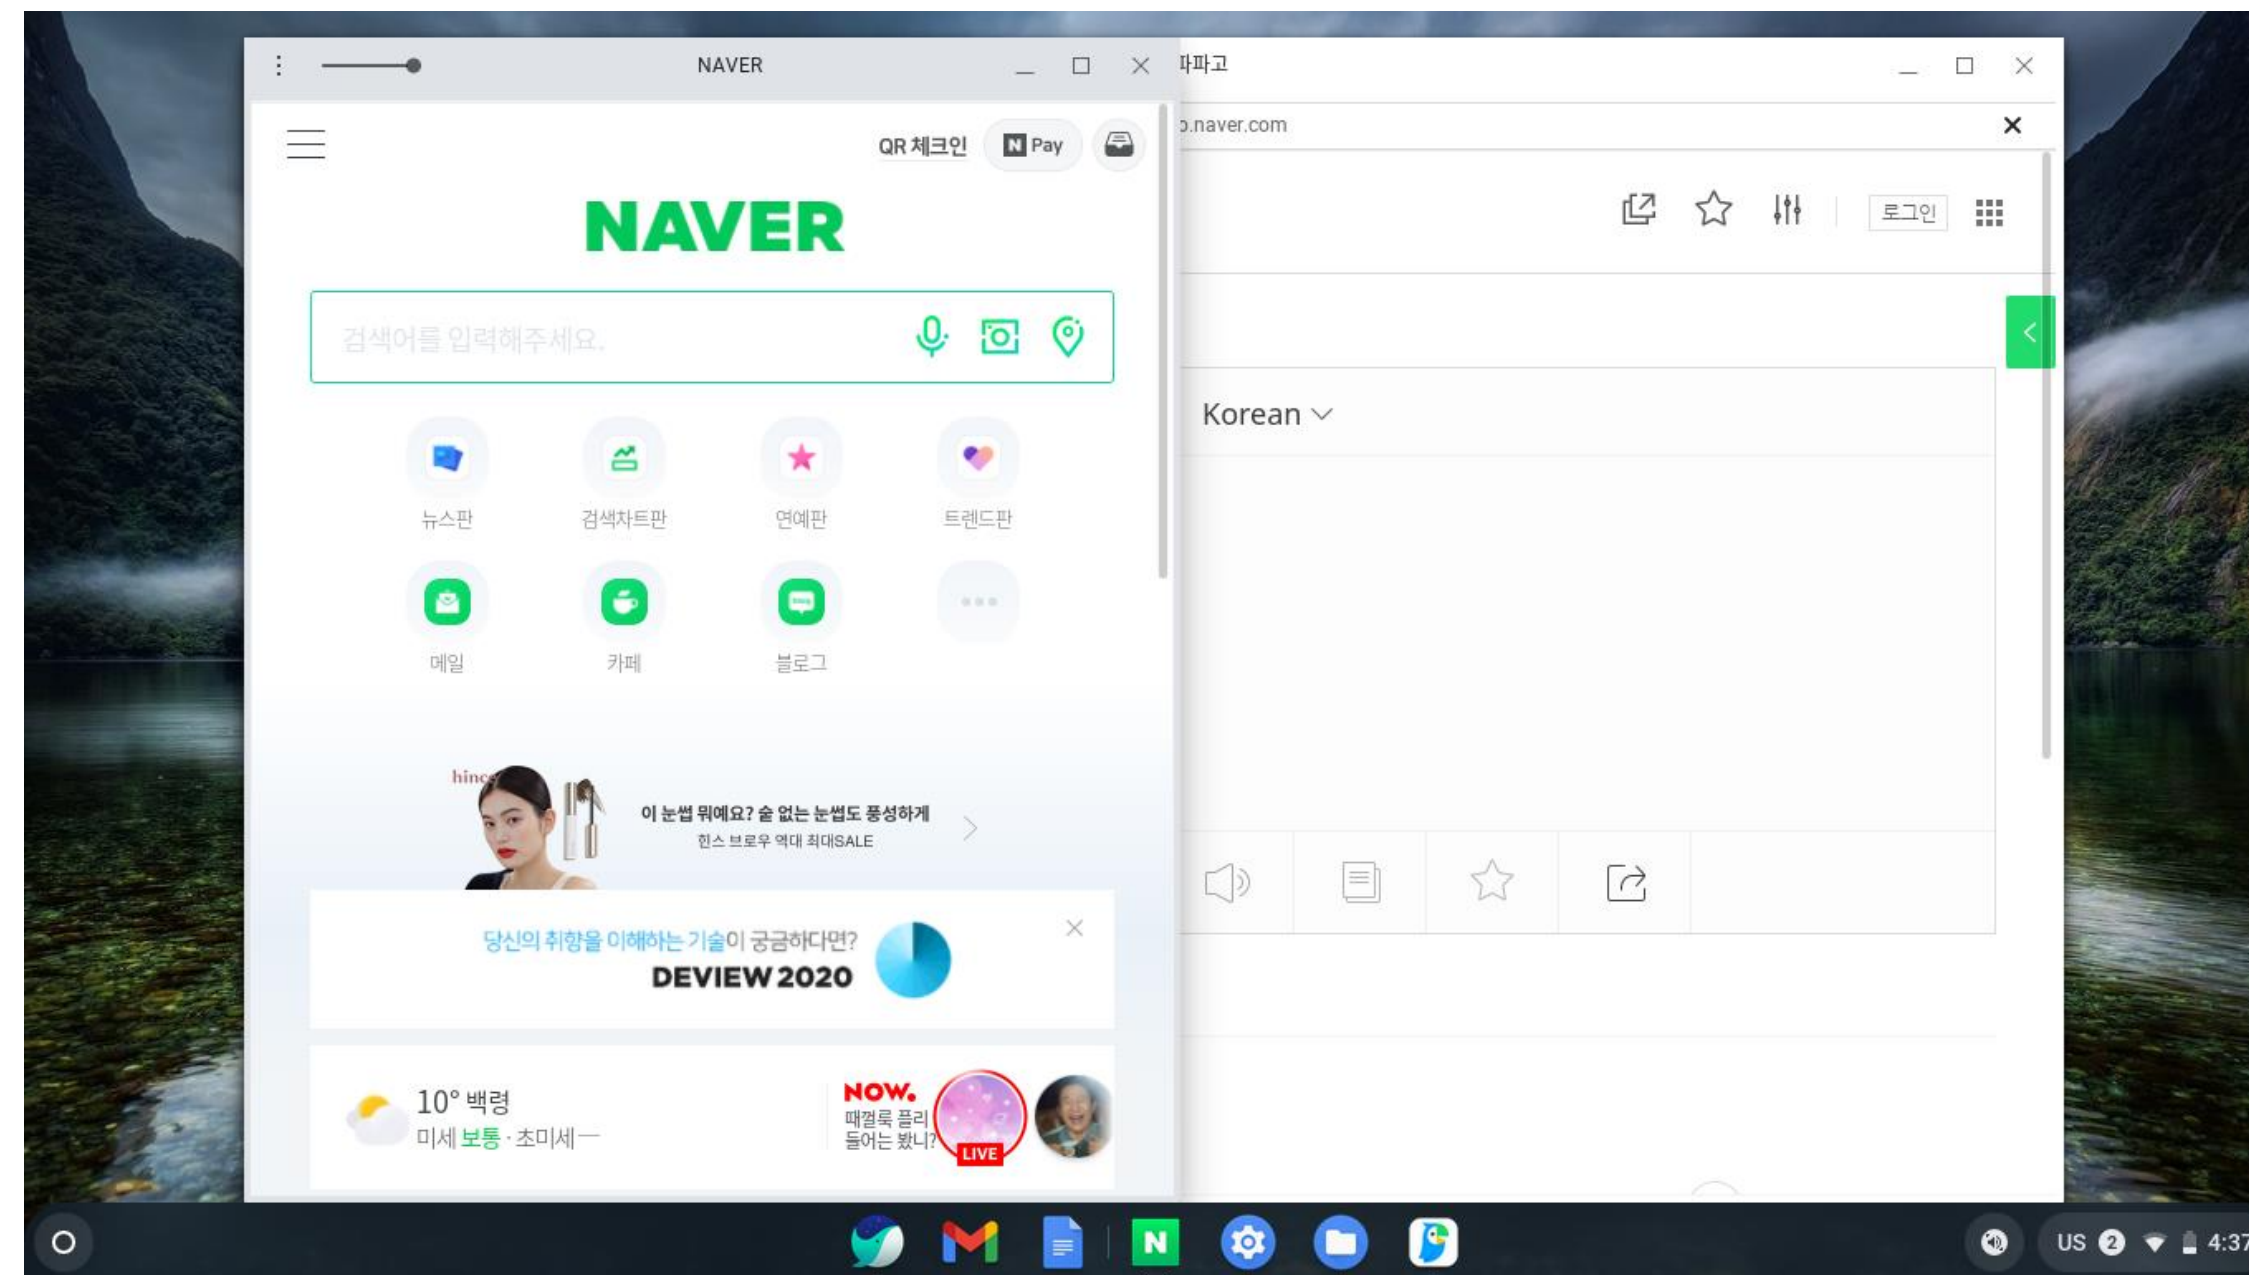 NAVER
파파고
o.naver.com
QR 체크인
N Pay
NAVER
로그인
검색어를 입력해주세요.
Korean
뉴스판
검색차트판
연예판
트렌드판
메일
카페
블로그
이 눈썹 뭐예요? 숱 없는 눈썹도 풍성하게
힌스 브로우 역대 최대SALE
당신의 취향을 이해하는 기술이 궁금하다면?
DEVIEW 2020
10° 백령
미세 보통 · 초미세 —
NOW.
때껄룩 플리
들어는 봤니?
LIVE
N
US 2 4:37